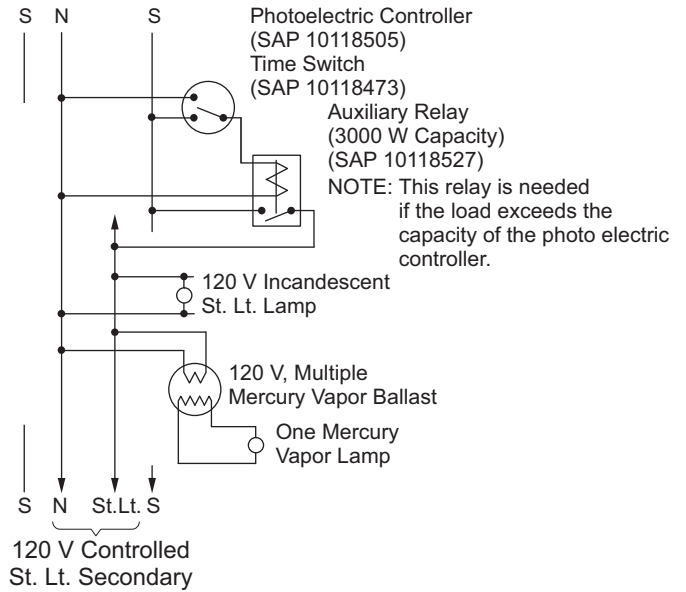 S N S
Photoelectric Controller
(SAP 10118505)
Time Switch
(SAP 10118473)
Auxiliary Relay
(3000 W Capacity)
(SAP 10118527)
NOTE: This relay is needed
if the load exceeds the
capacity of the photo electric
controller.
120 V Incandescent
St. Lt. Lamp
120 V, Multiple
Mercury Vapor Ballast
One Mercury
Vapor Lamp
S N St.Lt. S
120 V Controlled
St. Lt. Secondary